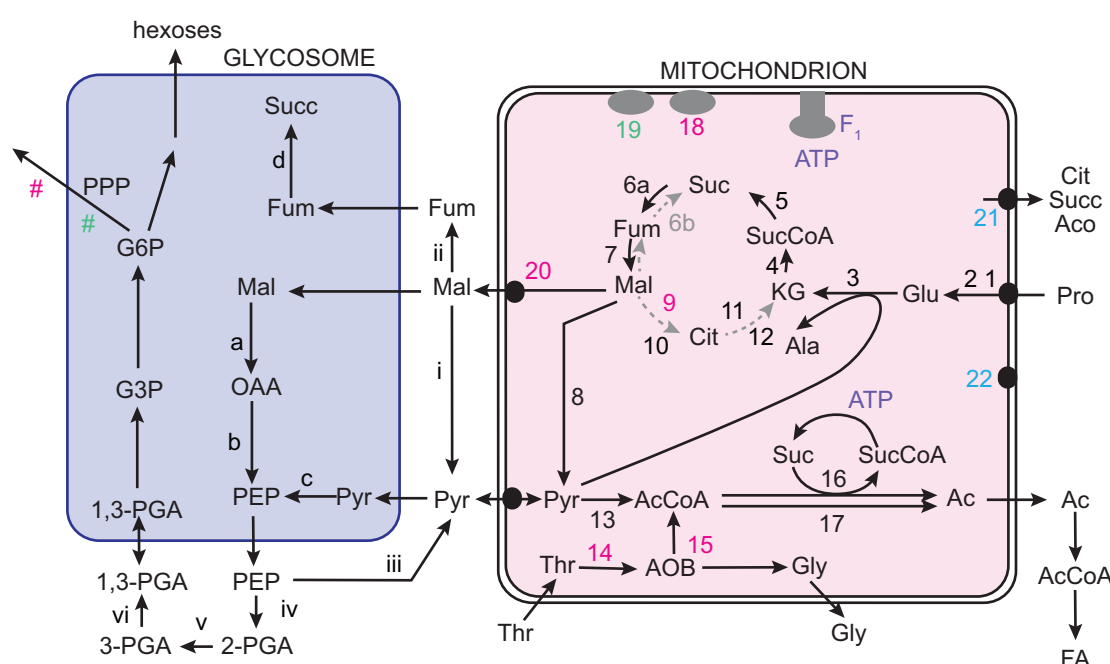 hexoses
GLYCOSOME
MITOCHONDRION
Succ
19
18
F1
ATP
d
PPP
#
#
6a
Suc
5
Cit
Succ
Aco
21
Fum
Fum
Fum
6b
SucCoA
G6P
ii
7
4
20
Mal
Mal
Mal
9
KG
3
Glu
2
1
Pro
11
10
Cit
12
Ala
a
i
G3P
OAA
8
22
ATP
b
Suc
SucCoA
c
16
1,3-PGA
PEP
Pyr
Pyr
Pyr
13
AcCoA
17
Ac
Ac
14
15
iii
Thr
AOB
Gly
1,3-PGA
PEP
AcCoA
vi
iv
v
3-PGA
2-PGA
Thr
Gly
FA